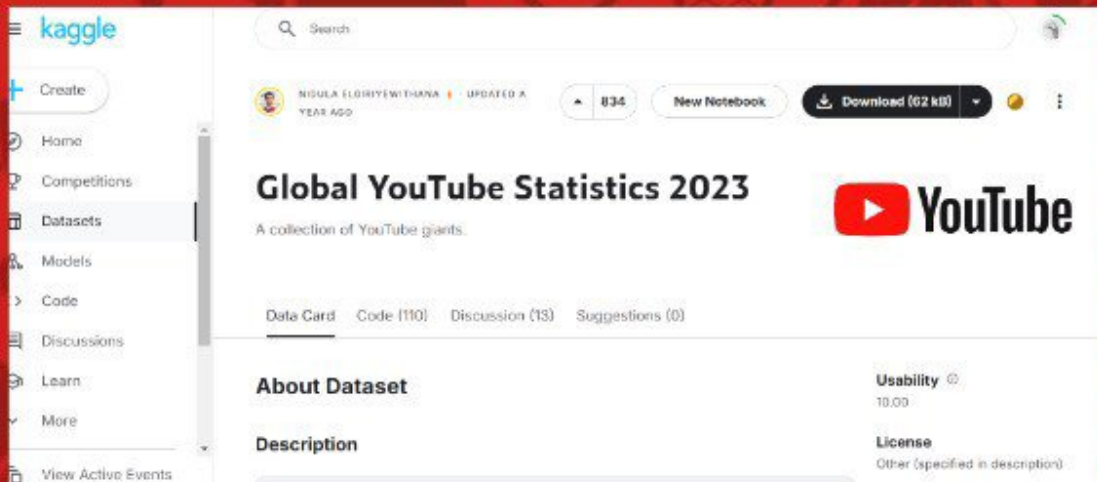 kaggle
Search
Create
Home
Competitions
Datasets
Models
Code
Discussions
Learn
More
View Active Events
NIDULA ELGIRIYEWITHANA · UPDATED A
YEAR AGO
834
New Notebook
Download (62 kB)
Global YouTube Statistics 2023
A collection of YouTube giants.
YouTube
Data Card Code (110) Discussion (13) Suggestions (0)
About Dataset
Usability
10.00
Description
License
Other (specified in description)